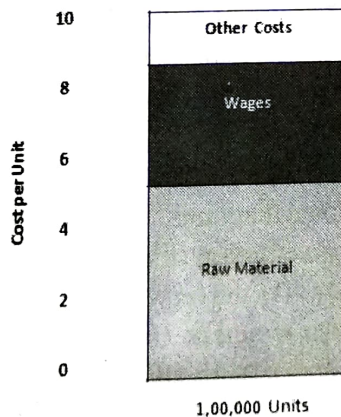 10
Other Costs
8
Wages
6
Cost per Unit
4
Raw Material
2
0
1,00,000 Units